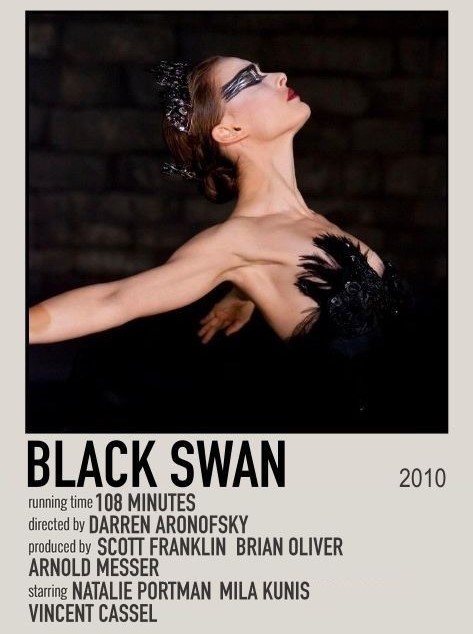 BLACK SWAN
2010
running time 108 MINUTES
directed by DARREN ARONOFSKY
produced by SCOTT FRANKLIN BRIAN OLIVER
ARNOLD MESSER
starring NATALIE PORTMAN MILA KUNIS
VINCENT CASSEL